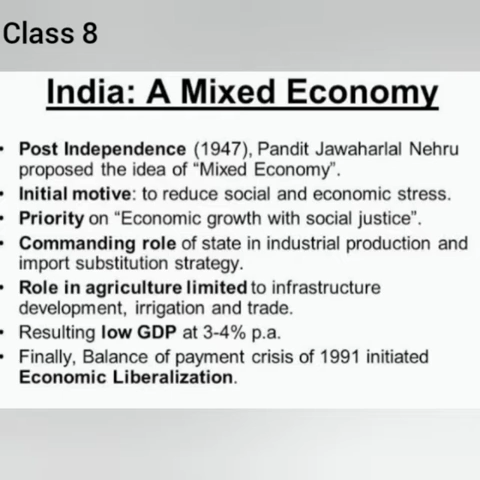 Class 8
India: A Mixed Economy
• Post Independence (1947), Pandit Jawaharlal Nehru
proposed the idea of “Mixed Economy”.
• Initial motive: to reduce social and economic stress.
• Priority on “Economic growth with social justice”.
• Commanding role of state in industrial production and
import substitution strategy.
• Role in agriculture limited to infrastructure
development, irrigation and trade.
• Resulting low GDP at 3-4% p.a.
• Finally, Balance of payment crisis of 1991 initiated
Economic Liberalization.